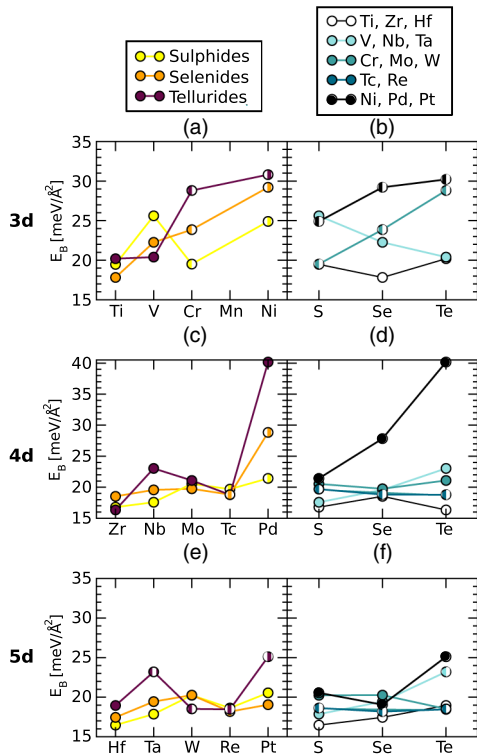 Sulphides
Selenides
Tellurides
Ti, Zr, Hf
V, Nb, Ta
Cr, Mo, W
Tc, Re
Ni, Pd, Pt
(a)
(b)
3d
E_B [meV/Å²]
35
30
25
20
15
Ti V Cr Mn Ni
S Se Te
(c)
(d)
4d
E_B [meV/Å²]
40
35
30
25
20
15
Zr Nb Mo Tc Pd
S Se Te
(e)
(f)
5d
E_B [meV/Å²]
35
30
25
20
15
Hf Ta W Re Pt
S Se Te